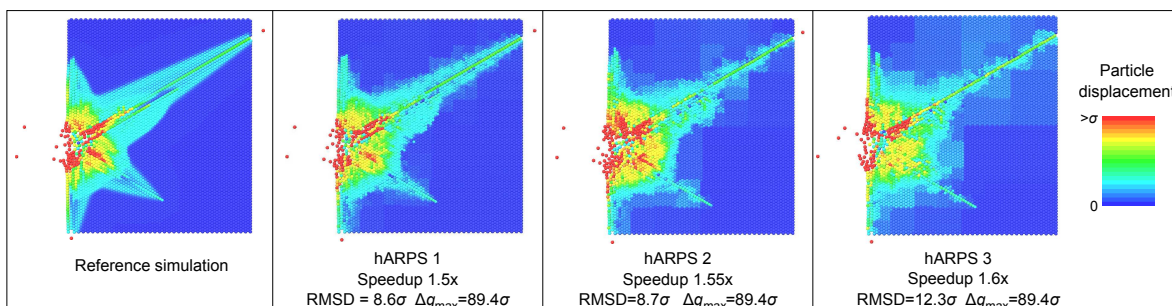 Reference simulation
hARPS 1
Speedup 1.5x
RMSD = 8.6σ Δqmax=89.4σ
hARPS 2
Speedup 1.55x
RMSD=8.7σ Δqmax=89.4σ
hARPS 3
Speedup 1.6x
RMSD=12.3σ Δqmax=89.4σ
Particle
displacement
>σ
0